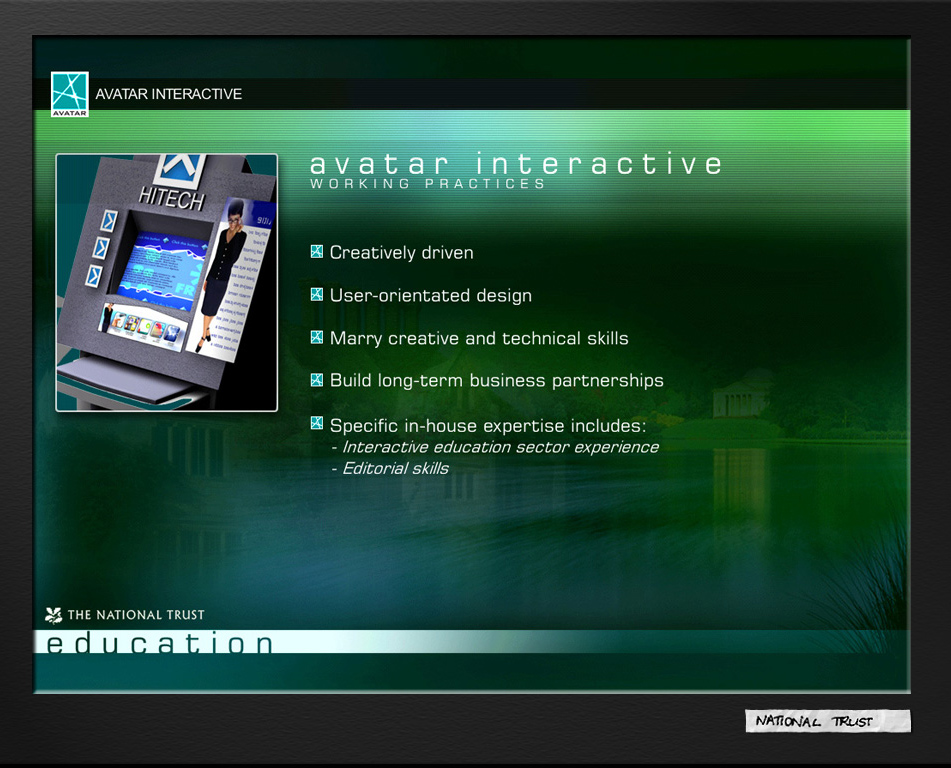 AVATAR
AVATAR INTERACTIVE
HITECH
avatar interactive
WORKING PRACTICES
Creatively driven
User-orientated design
Marry creative and technical skills
Build long-term business partnerships
Specific in-house expertise includes:
- Interactive education sector experience
- Editorial skills
THE NATIONAL TRUST
education
NATIONAL TRUST